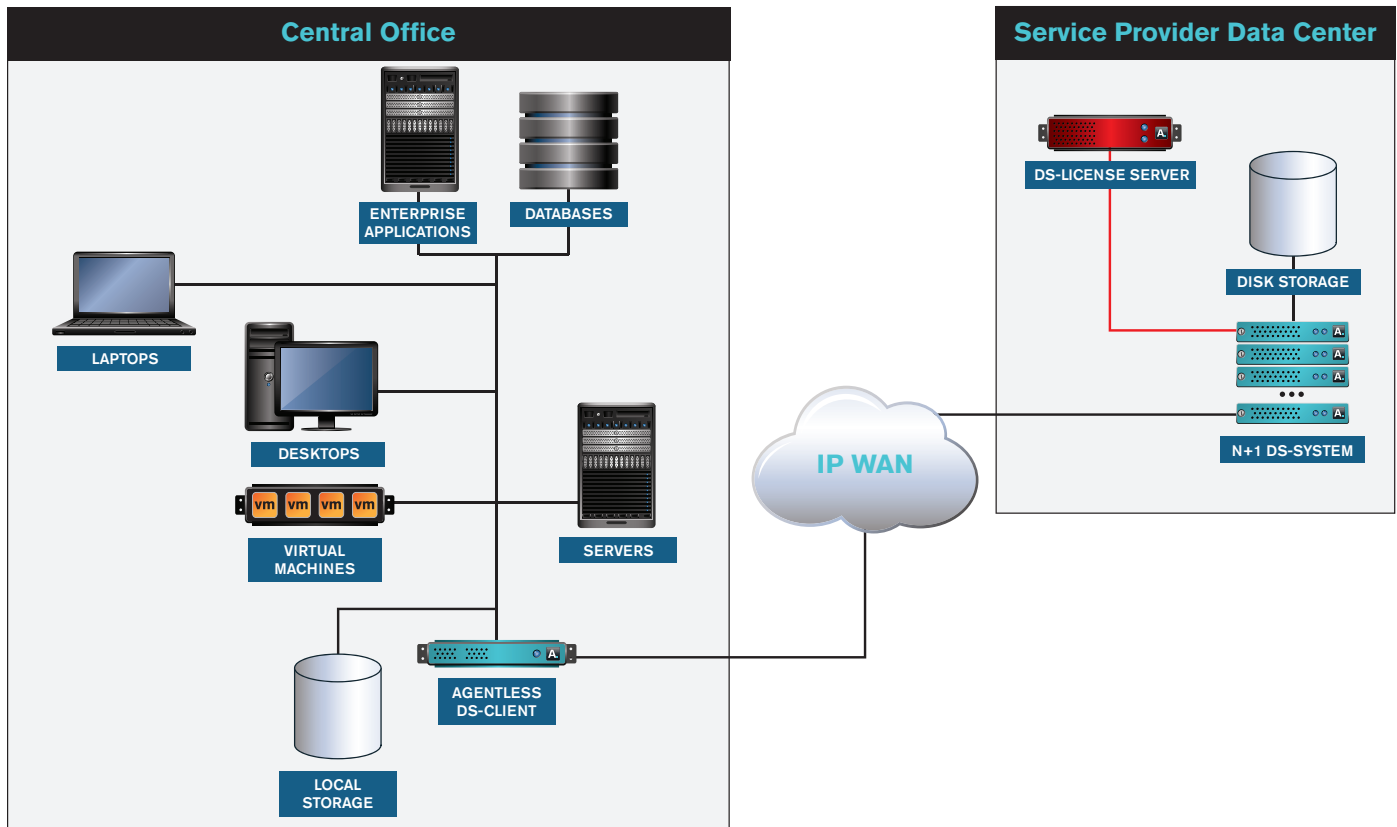 Central Office
ENTERPRISE
APPLICATIONS
DATABASES
LAPTOPS
DESKTOPS
vm vm vm vm
VIRTUAL
MACHINES
SERVERS
A.
AGENTLESS
DS-CLIENT
LOCAL
STORAGE
IP WAN
Service Provider Data Center
A.
DS-LICENSE SERVER
DISK STORAGE
A.
A.
A.
A.
N+1 DS-SYSTEM